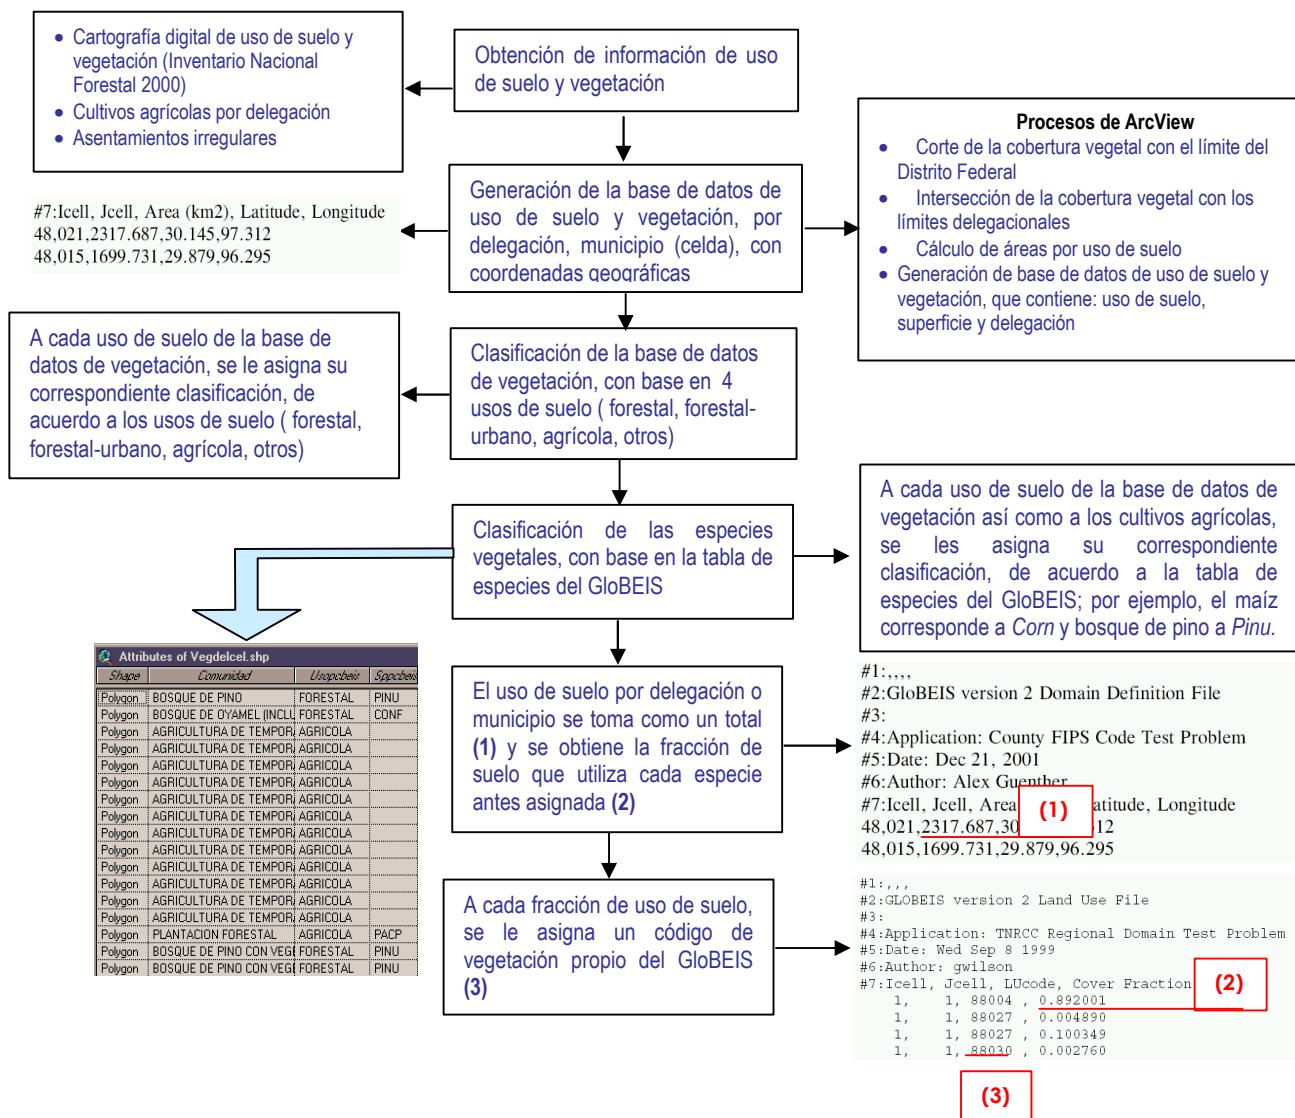 • Cartografía digital de uso de suelo y
vegetación (Inventario Nacional
Forestal 2000)
• Cultivos agrícolas por delegación
• Asentamientos irregulares
Obtención de información de uso
de suelo y vegetación
Procesos de ArcView
• Corte de la cobertura vegetal con el límite del
Distrito Federal
• Intersección de la cobertura vegetal con los
límites delegacionales
• Cálculo de áreas por uso de suelo
• Generación de base de datos de uso de suelo y
vegetación, que contiene: uso de suelo,
superficie y delegación
Generación de la base de datos de
uso de suelo y vegetación, por
delegación, municipio (celda), con
coordenadas geográficas
#7:Icell, Jcell, Area (km2), Latitude, Longitude
48,021,2317.687,30.145,97.312
48,015,1699.731,29.879,96.295
A cada uso de suelo de la base de
datos de vegetación, se le asigna su
correspondiente clasificación, de
acuerdo a los usos de suelo ( forestal,
forestal-urbano, agrícola, otros)
Clasificación de la base de datos
de vegetación, con base en 4
usos de suelo ( forestal, forestal-
urbano, agrícola, otros)
Clasificación de las especies
vegetales, con base en la tabla de
especies del GloBEIS
A cada uso de suelo de la base de datos de
vegetación así como a los cultivos agrícolas,
se les asigna su correspondiente
clasificación, de acuerdo a la tabla de
especies del GloBEIS; por ejemplo, el maíz
corresponde a Corn y bosque de pino a Pinu.
Attributes of Vegdelcel.shp
Shape Comunidad Usopcbeis Sppcbeis
Polygon BOSQUE DE PINO FORESTAL PINU
Polygon BOSQUE DE OYAMEL (INCLU FORESTAL CONF
Polygon AGRICULTURA DE TEMPORA AGRICOLA
Polygon AGRICULTURA DE TEMPORA AGRICOLA
Polygon AGRICULTURA DE TEMPORA AGRICOLA
Polygon AGRICULTURA DE TEMPORA AGRICOLA
Polygon AGRICULTURA DE TEMPORA AGRICOLA
Polygon AGRICULTURA DE TEMPORA AGRICOLA
Polygon AGRICULTURA DE TEMPORA AGRICOLA
Polygon AGRICULTURA DE TEMPORA AGRICOLA
Polygon AGRICULTURA DE TEMPORA AGRICOLA
Polygon AGRICULTURA DE TEMPORA AGRICOLA
Polygon AGRICULTURA DE TEMPORA AGRICOLA
Polygon AGRICULTURA DE TEMPORA AGRICOLA
Polygon PLANTACION FORESTAL AGRICOLA PACP
Polygon BOSQUE DE PINO CON VEGE FORESTAL PINU
Polygon BOSQUE DE PINO CON VEGE FORESTAL PINU
El uso de suelo por delegación o
municipio se toma como un total
(1) y se obtiene la fracción de
suelo que utiliza cada especie
antes asignada (2)
#1:,,,,
#2:GloBEIS version 2 Domain Definition File
#3:
#4:Application: County FIPS Code Test Problem
#5:Date: Dec 21, 2001
#6:Author: Alex Guenther
#7:Icell, Jcell, Area atitude, Longitude
48,021,2317.687,30 12
48,015,1699.731,29.879,96.295
(1)
A cada fracción de uso de suelo,
se le asigna un código de
vegetación propio del GloBEIS
(3)
#1:,,,
#2:GLOBEIS version 2 Land Use File
#3:
#4:Application: TNRCC Regional Domain Test Problem
#5:Date: Wed Sep 8 1999
#6:Author: gwilson
#7:Icell, Jcell, LUcode, Cover Fraction
1, 1, 88004 , 0.892001
1, 1, 88027 , 0.004890
1, 1, 88027 , 0.100349
1, 1, 88030 , 0.002760
(2)
(3)